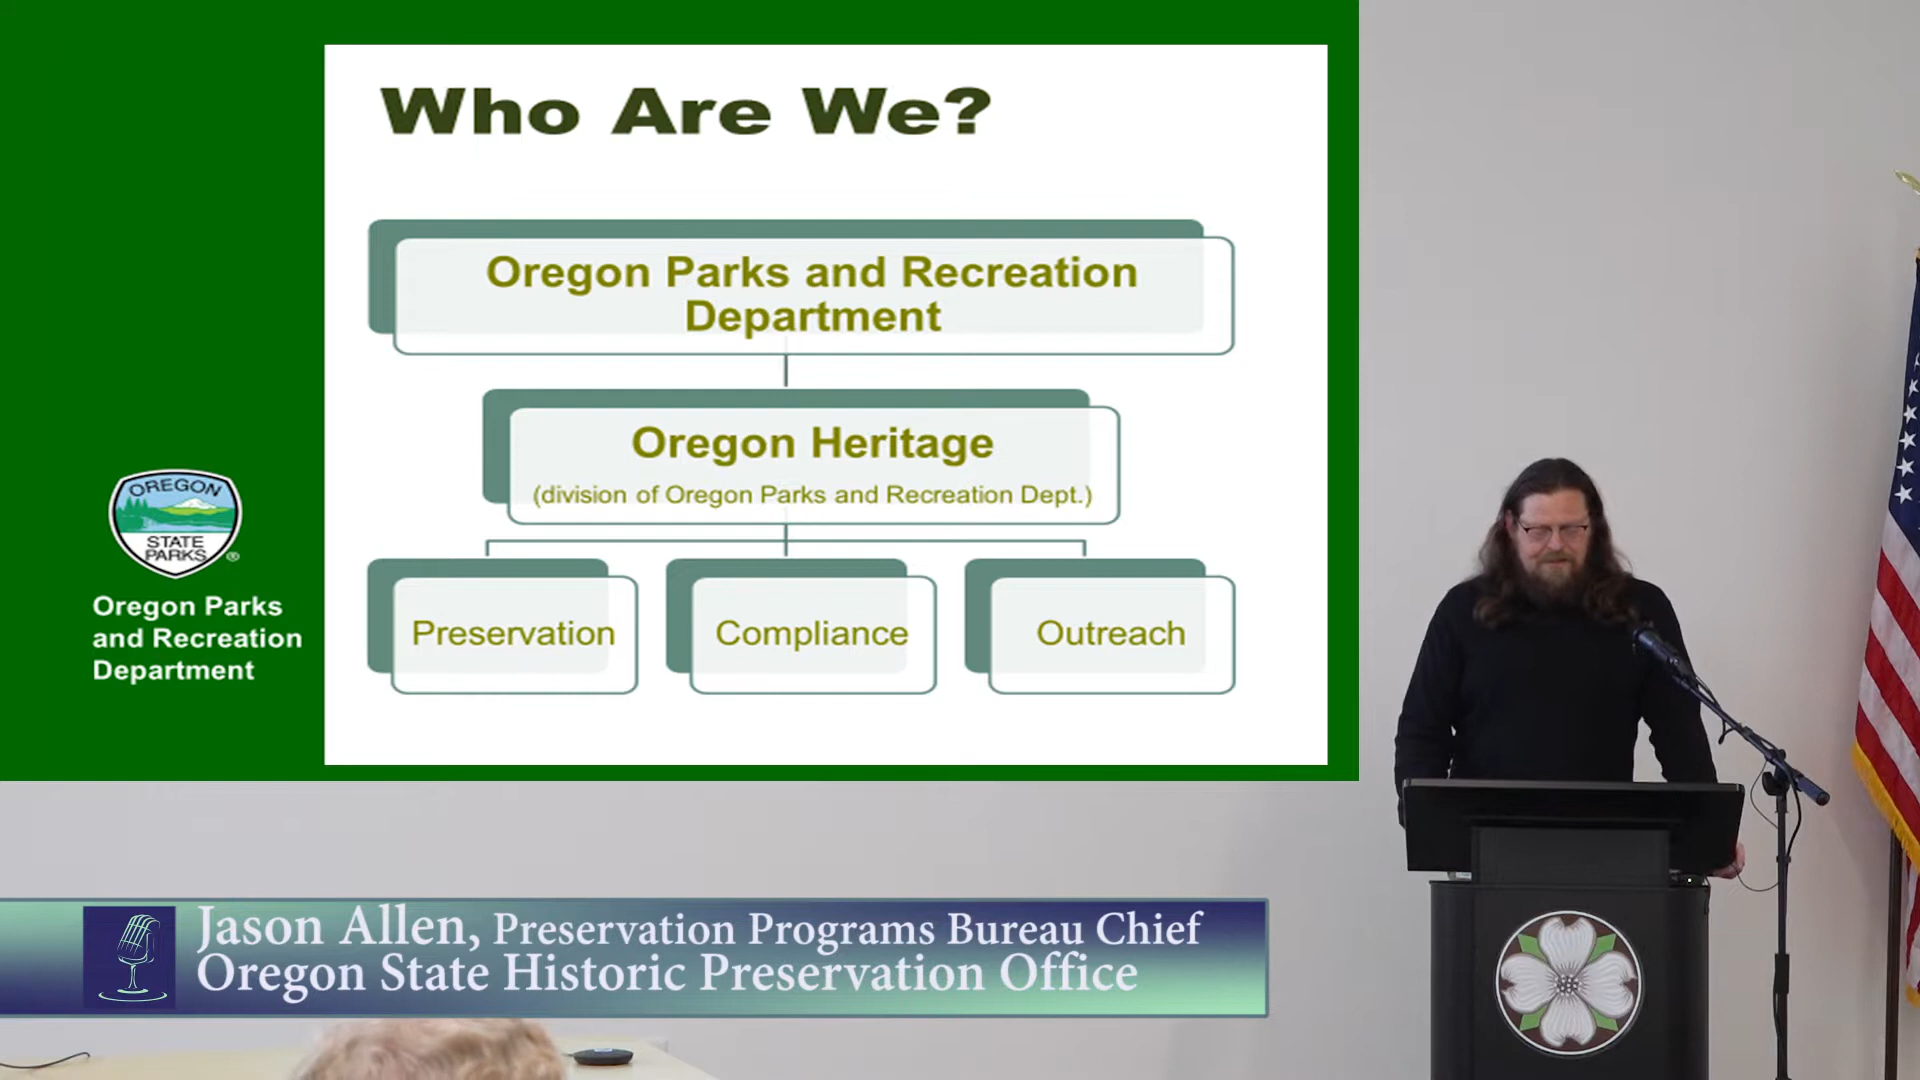 Who Are We?
Oregon Parks and Recreation
Department
Oregon Heritage
(division of Oregon Parks and Recreation Dept.)
Preservation
Compliance
Outreach
OREGON
STATE
PARKS
®
Oregon Parks
and Recreation
Department
Jason Allen, Preservation Programs Bureau Chief
Oregon State Historic Preservation Office